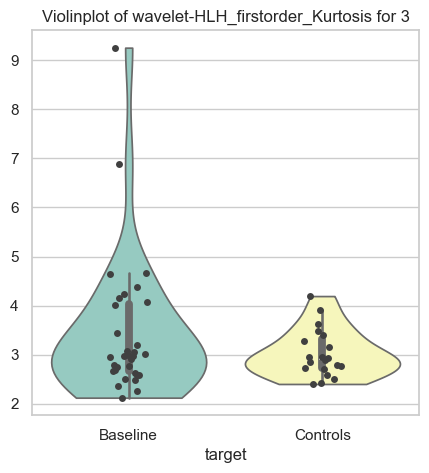 Violinplot of wavelet-HLH_firstorder_Kurtosis for 3
9
8
7
6
5
4
3
2
Baseline Controls
target